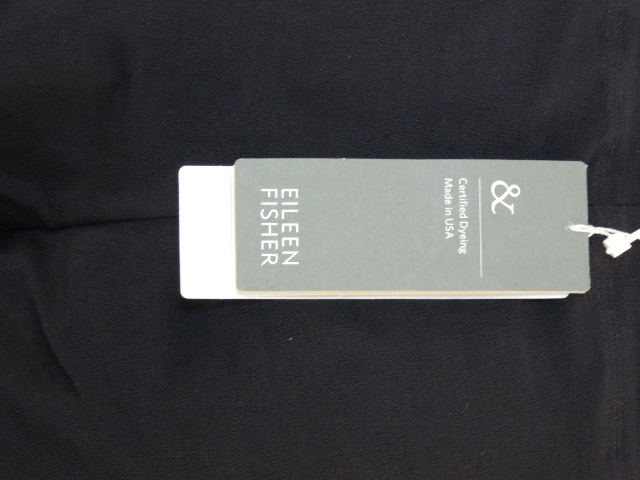 &
Certified Dyeing
Made in USA
EILEEN
FISHER